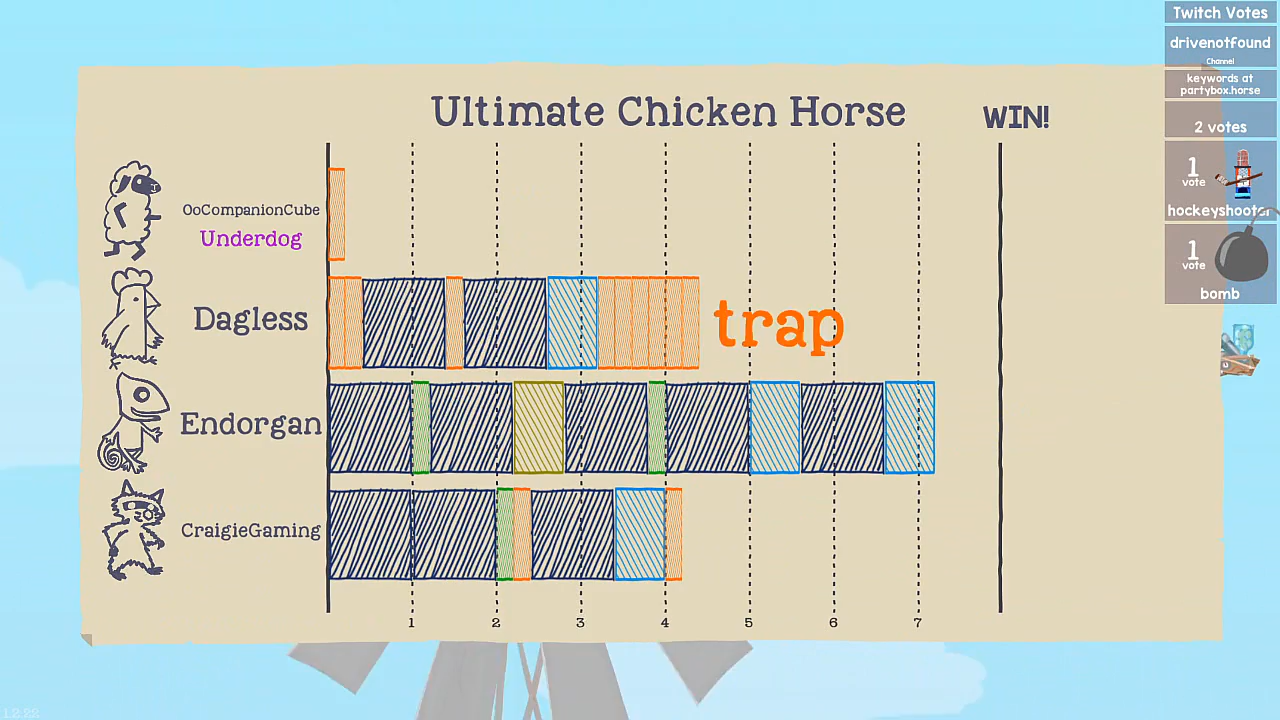 Twitch Votes
drivenotfound
Channel
keywords at
partybox.horse
2 votes
1
vote
hockeyshooter
1
vote
bomb
Ultimate Chicken Horse
WIN!
OoCompanionCube
Underdog
Dagless
trap
Endorgan
CraigieGaming
1 2 3 4 5 6 7